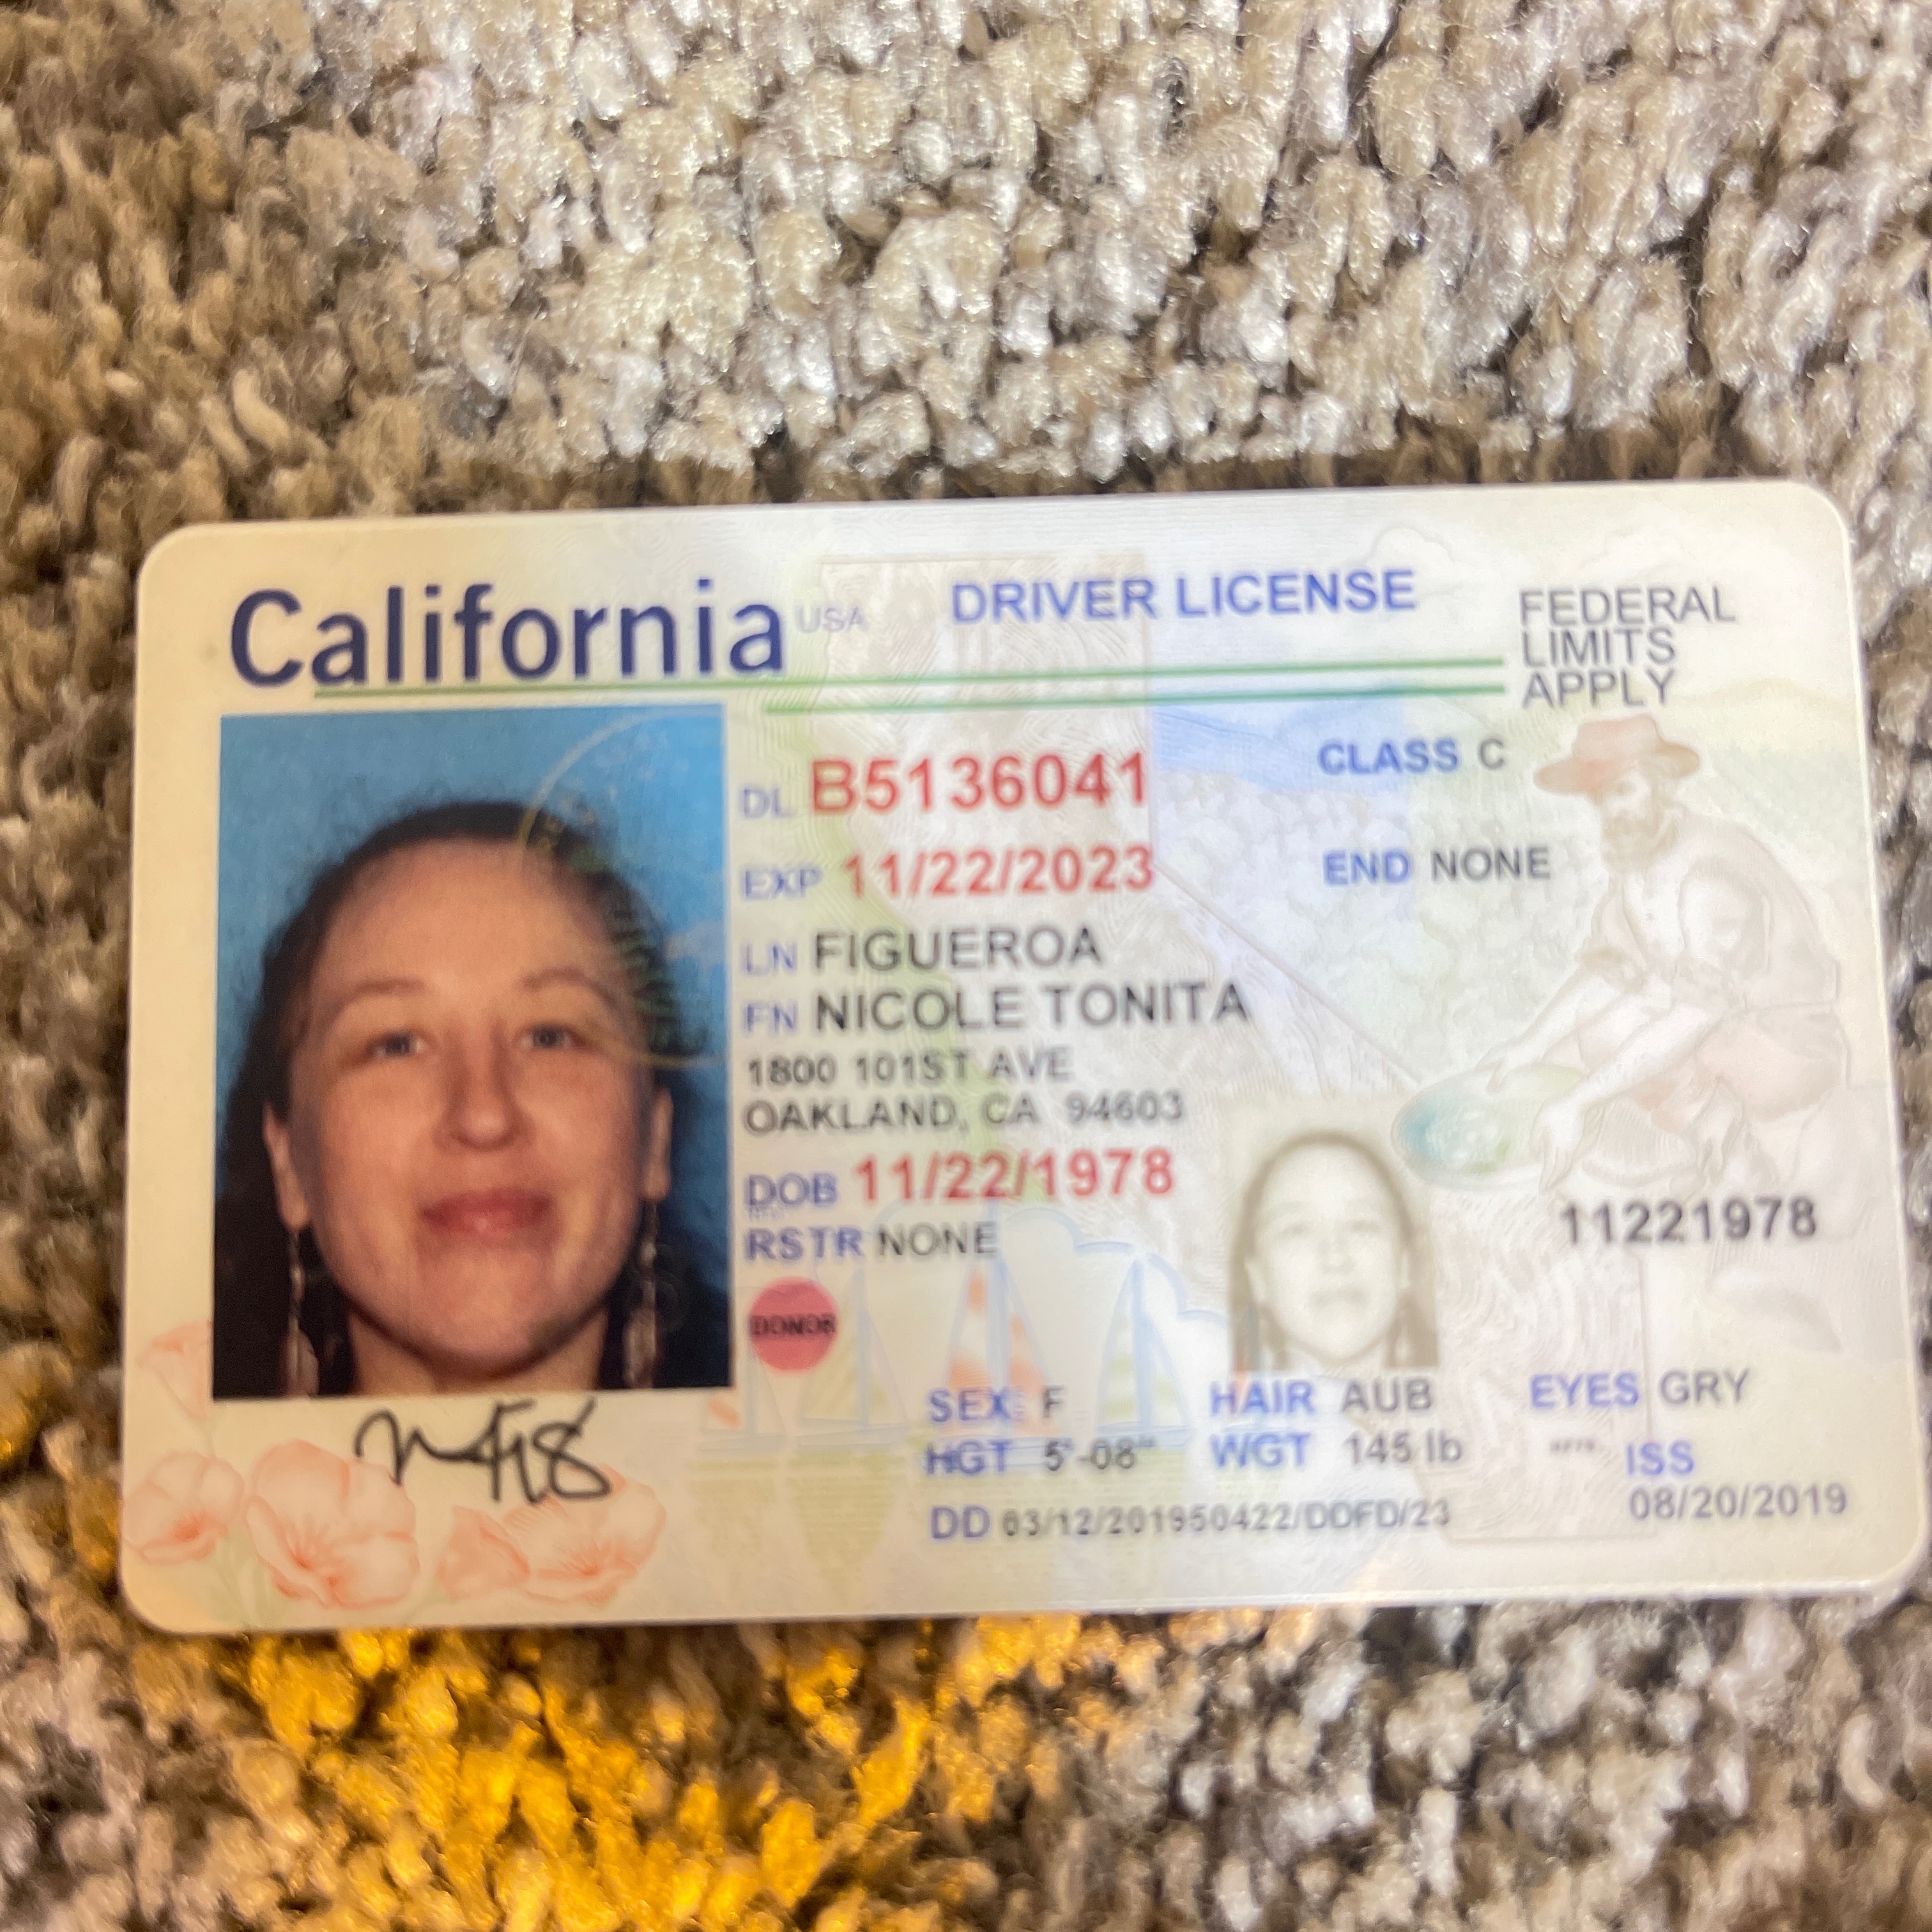 California USA DRIVER LICENSE
FEDERAL
LIMITS
APPLY
DL B5136041
CLASS C
EXP 11/22/2023
END NONE
LN FIGUEROA
FN NICOLE TONITA
1800 101ST AVE
OAKLAND, CA 94603
DOB 11/22/1978
RSTR NONE
11221978
DONOR
SEX F
HAIR AUB
EYES GRY
HGT 5'-08"
WGT 145 lb
ISS
08/20/2019
DD 03/12/201950422/DDFD/23